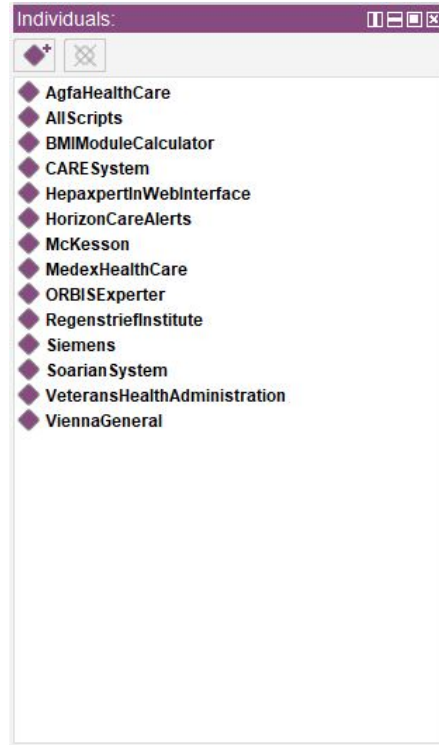 Individuals:
AgfaHealthCare
AllScripts
BMIModuleCalculator
CARESystem
HepaxpertInWebInterface
HorizonCareAlerts
McKesson
MedexHealthCare
ORBISExperter
RegenstriefInstitute
Siemens
SoarianSystem
VeteransHealthAdministration
ViennaGeneral